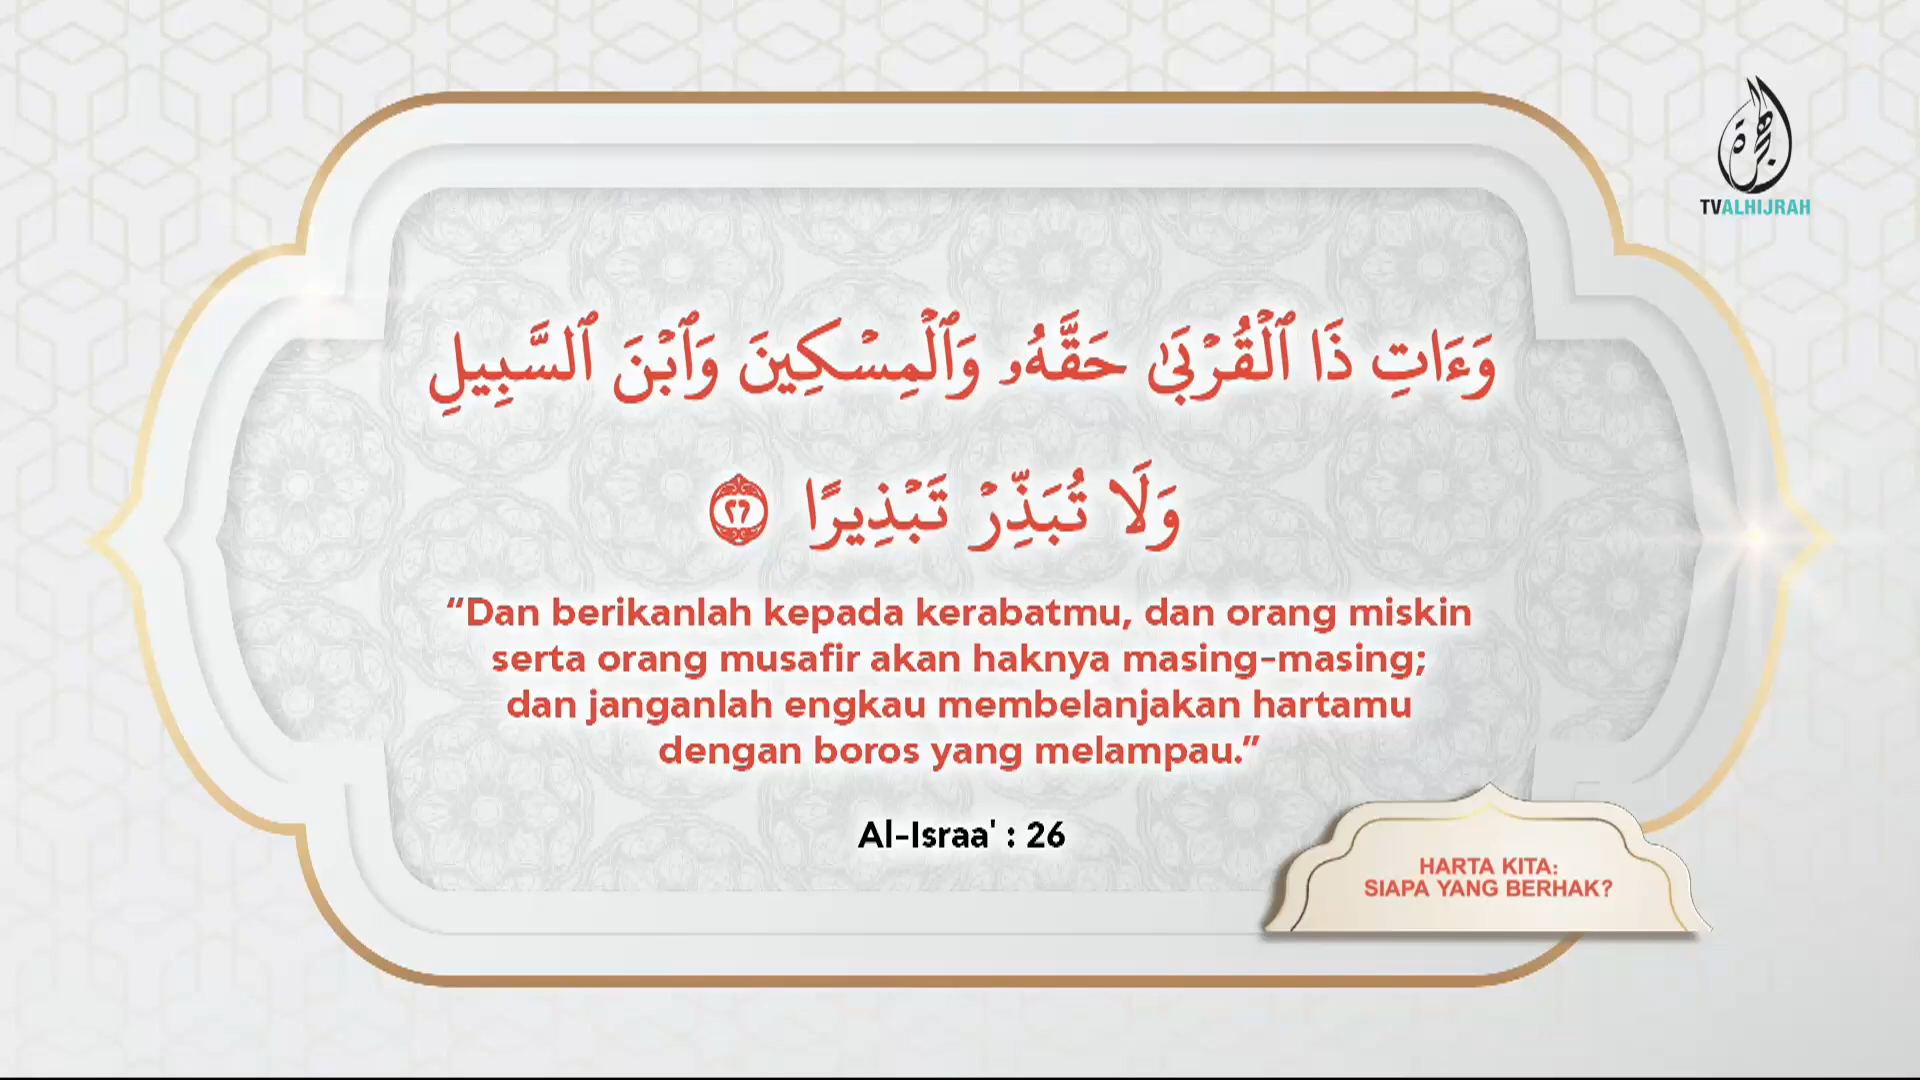 هجرة
TVALHIJRAH
وَءَاتِ ذَا ٱلْقُرْبَىٰ حَقَّهُۥ وَٱلْمِسْكِينَ وَٱبْنَ ٱلسَّبِيلِ
وَلَا تُبَذِّرْ تَبْذِيرًا ٢٦
“Dan berikanlah kepada kerabatmu, dan orang miskin
serta orang musafir akan haknya masing-masing;
dan janganlah engkau membelanjakan hartamu
dengan boros yang melampau.”
Al-Israa' : 26
HARTA KITA:
SIAPA YANG BERHAK?